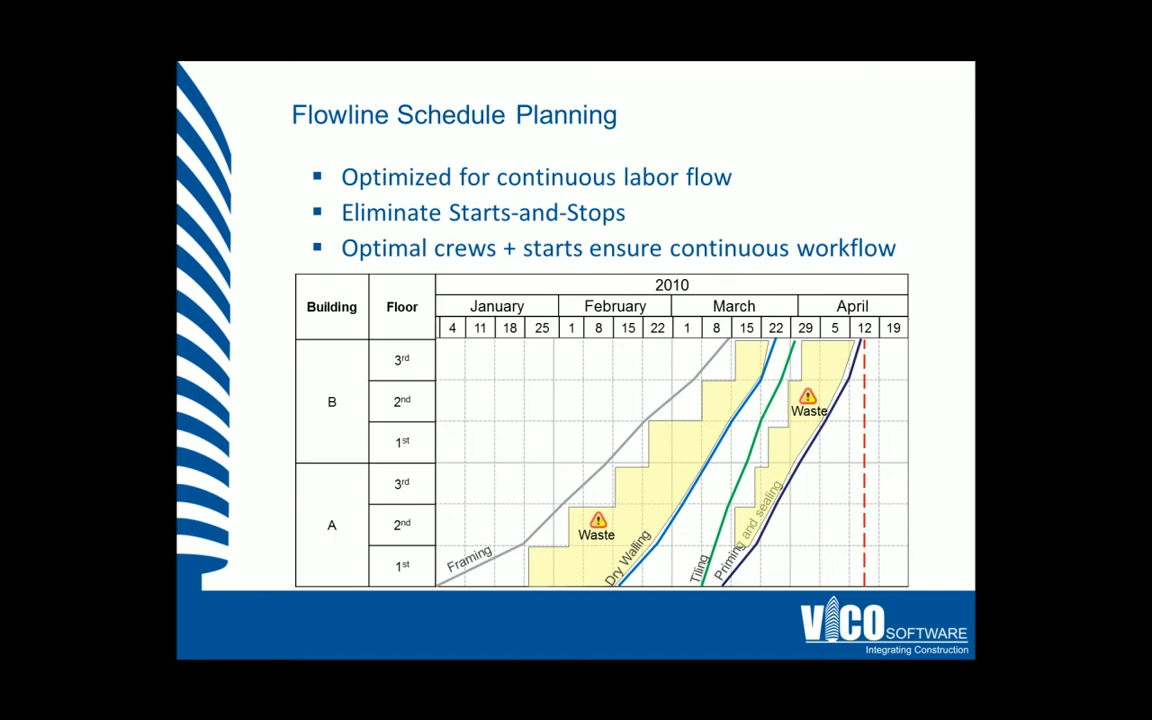 Flowline Schedule Planning
▪ Optimized for continuous labor flow
▪ Eliminate Starts-and-Stops
▪ Optimal crews + starts ensure continuous workflow
Building Floor 2010
January February March April
4 11 18 25 1 8 15 22 1 8 15 22 29 5 12 19
B
3rd
2nd
1st
A
3rd
2nd
1st
Waste
Waste
Framing
Dry Walling
Tiling
Priming and sealing
VICO SOFTWARE
Integrating Construction